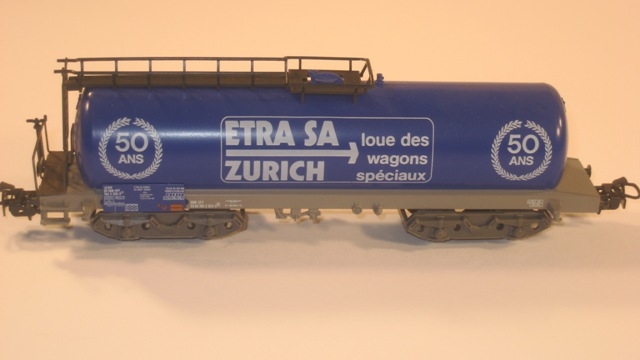 50
ANS
ETRA SA
ZURICH
loue des
wagons
spéciaux
50
ANS